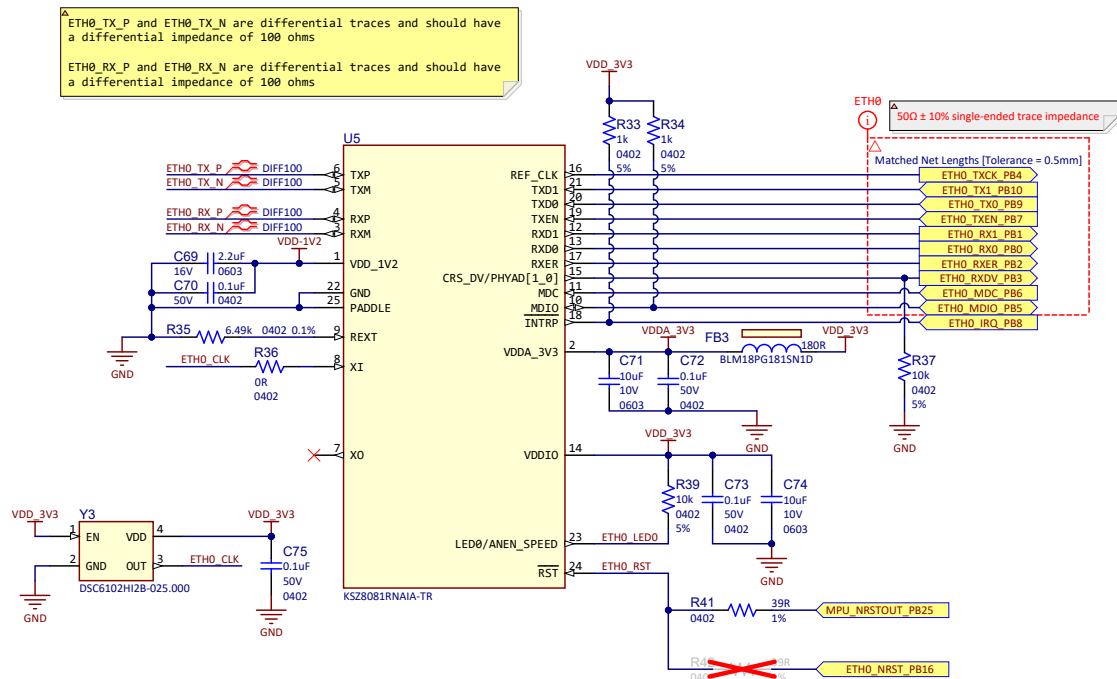 ETH0_TX_P and ETH0_TX_N are differential traces and should have
a differential impedance of 100 ohms
ETH0_RX_P and ETH0_RX_N are differential traces and should have
a differential impedance of 100 ohms
VDD_3V3
R33
1k
0402
5%
R34
1k
0402
5%
ETH0
i
50Ω ± 10% single-ended trace impedance
Matched Net Lengths [Tolerance = 0.5mm]
U5
ETH0_TX_P DIFF100 6 TXP
ETH0_TX_N DIFF100 5 TXM
ETH0_RX_P DIFF100 4 RXP
ETH0_RX_N DIFF100 3 RXM
VDD-1V2
1 VDD_1V2
C69 2.2uF
16V 0603
C70 0.1uF
50V 0402
22 GND
25 PADDLE
R35 6.49k 0402 0.1% 9 REXT
GND
ETH0_CLK R36 8 XI
0R
0402
7 XO
REF_CLK 16 ETH0_TXCK_PB4
TXD1 21 ETH0_TX1_PB10
TXD0 20 ETH0_TX0_PB9
TXEN 19 ETH0_TXEN_PB7
RXD1 12 ETH0_RX1_PB1
RXD0 13 ETH0_RX0_PB0
RXER 17 ETH0_RXER_PB2
CRS_DV/PHYAD[1_0] 15 ETH0_RXDV_PB3
MDC 11 ETH0_MDC_PB6
MDIO 10 ETH0_MDIO_PB5
INTRP 18 ETH0_IRQ_PB8
VDDA_3V3 2
VDDA_3V3
FB3
180R
BLM18PG181SN1D
VDD_3V3
C71
10uF
10V
0603
C72
0.1uF
50V
0402
GND
R37
10k
0402
5%
GND
VDD_3V3
VDDIO 14
R39
10k
0402
5%
C73
0.1uF
50V
0402
C74
10uF
10V
0603
GND
LED0/ANEN_SPEED 23 ETH0_LED0
RST 24 ETH0_RST
KSZ8081RNAIA-TR
R41 39R
0402 1%
MPU_NRSTOUT_PB25
ETH0_NRST_PB16
VDD_3V3
Y3
1 EN
VDD 4
2 GND
OUT 3
ETH0_CLK
DSC6102HI2B-025.000
GND
VDD_3V3
C75
0.1uF
50V
0402
GND